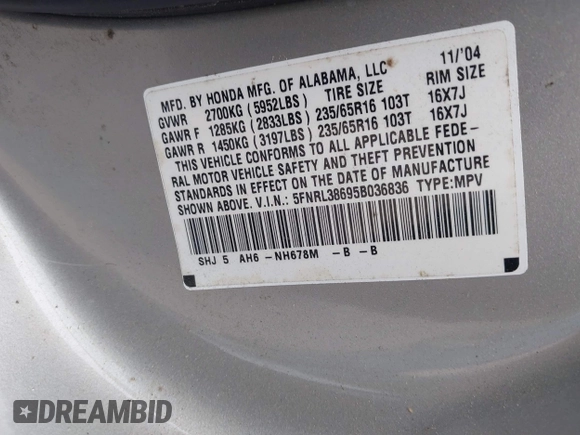 MFD. BY HONDA MFG. OF ALABAMA, LLC 11/'04
GVWR 2700KG (5952LBS) TIRE SIZE RIM SIZE
GAWR F 1285KG (2833LBS) 235/65R16 103T 16X7J
GAWR R 1450KG (3197LBS) 235/65R16 103T 16X7J
THIS VEHICLE CONFORMS TO ALL APPLICABLE FEDE-
RAL MOTOR VEHICLE SAFETY AND THEFT PREVENTION
STANDARDS IN EFFECT ON THE DATE OF MANUFACTURE
SHOWN ABOVE. V.I.N.: 5FNRL38695B036836 TYPE:MPV
SHJ 5 AH6 -NH678M -B -B
DREAMBID